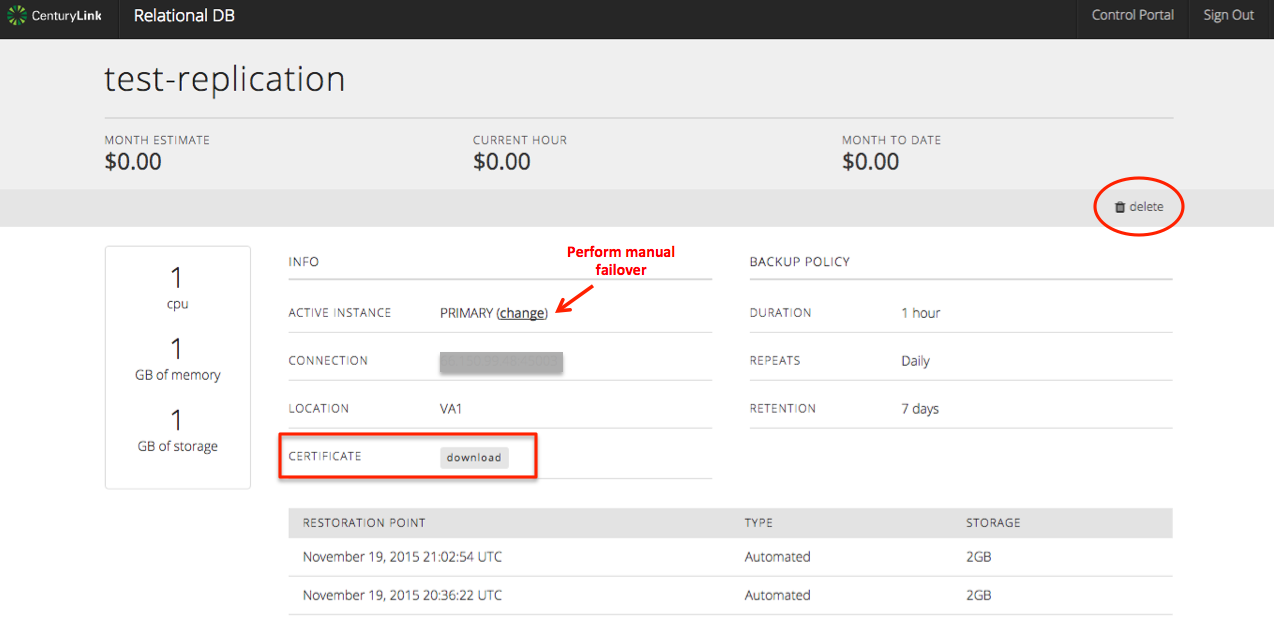 CenturyLink Relational DB Control Portal Sign Out
test-replication
MONTH ESTIMATE CURRENT HOUR MONTH TO DATE
$0.00 $0.00 $0.00
delete
1
cpu
1
GB of memory
1
GB of storage
Perform manual
failover
INFO
ACTIVE INSTANCE PRIMARY (change)
CONNECTION
LOCATION VA1
CERTIFICATE download
BACKUP POLICY
DURATION 1 hour
REPEATS Daily
RETENTION 7 days
RESTORATION POINT TYPE STORAGE
November 19, 2015 21:02:54 UTC Automated 2GB
November 19, 2015 20:36:22 UTC Automated 2GB